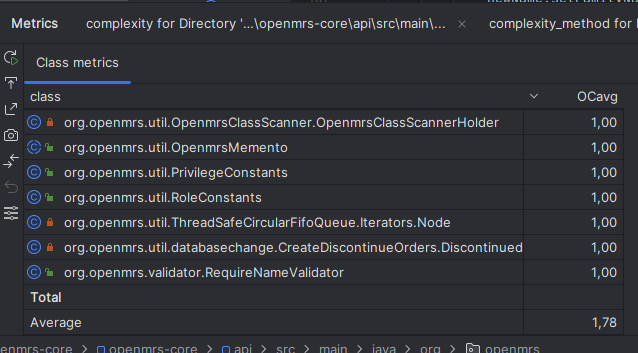 Metrics complexity for Directory '...\openmrs-core\api\src\main\... × complexity_method for
Class metrics
class OCavg
org.openmrs.util.OpenmrsClassScanner.OpenmrsClassScannerHolder 1,00
org.openmrs.util.OpenmrsMemento 1,00
org.openmrs.util.PrivilegeConstants 1,00
org.openmrs.util.RoleConstants 1,00
org.openmrs.util.ThreadSafeCircularFifoQueue.Iterators.Node 1,00
org.openmrs.util.databasechange.CreateDiscontinueOrders.Discontinued 1,00
org.openmrs.validator.RequireNameValidator 1,00
Total
Average 1,78
enmrs-core > openmrs-core > api > src > main > java > org > openmrs